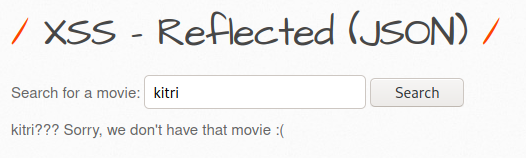 / XSS - Reflected (JSON) /
Search for a movie: kitri Search
kitri??? Sorry, we don't have that movie :(